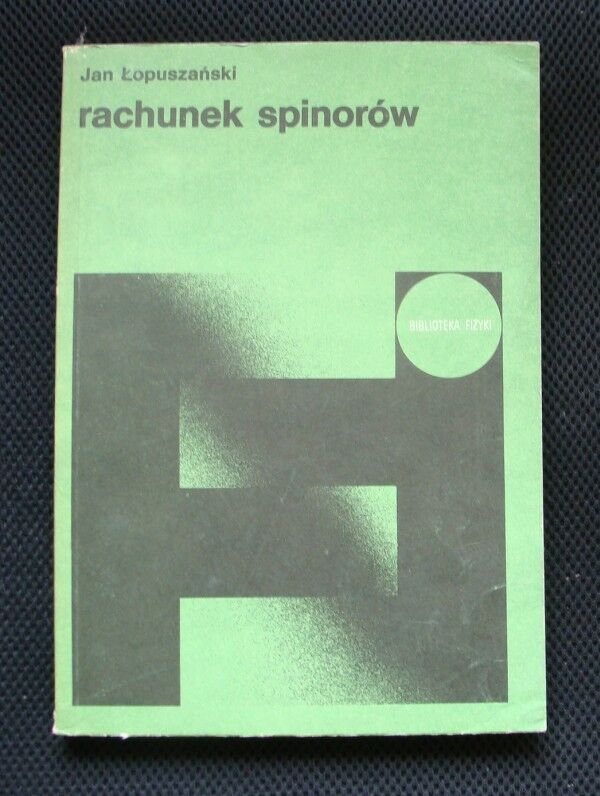 Jan Łopuszański
rachunek spinorów
BIBLIOTEKA FIZYKI